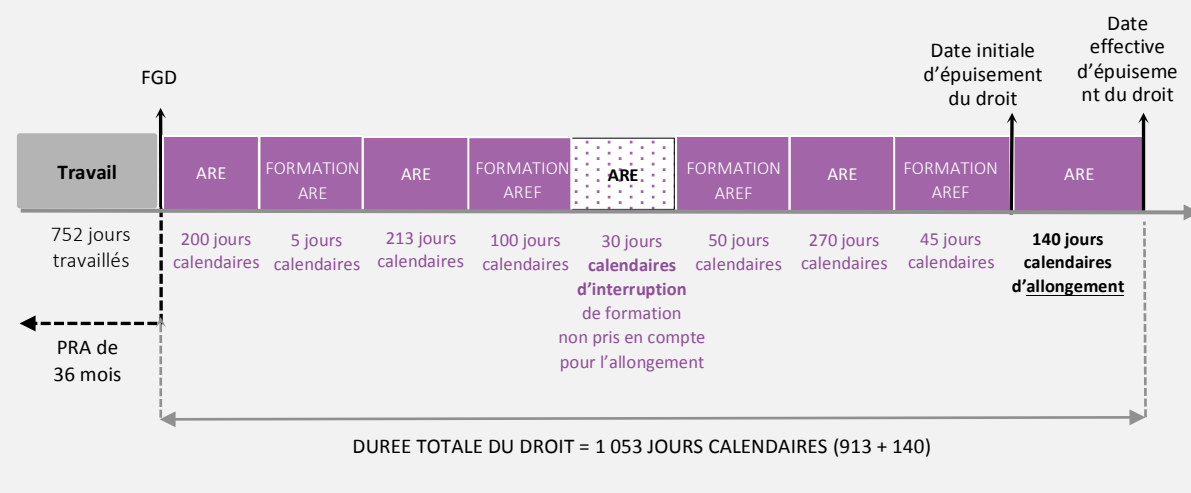 Date
effective
d’épuiseme
nt du droit
Date initiale
d’épuisement
du droit
FGD
Travail
ARE
FORMATION
ARE
ARE
FORMATION
AREF
ARE
FORMATION
AREF
ARE
FORMATION
AREF
ARE
752 jours
travaillés
200 jours
calendaires
5 jours
calendaires
213 jours
calendaires
100 jours
calendaires
30 jours
calendaires
d’interruption
de formation
non pris en compte
pour l’allongement
50 jours
calendaires
270 jours
calendaires
45 jours
calendaires
140 jours
calendaires
d’allongement
PRA de
36 mois
DUREE TOTALE DU DROIT = 1 053 JOURS CALENDAIRES (913 + 140)